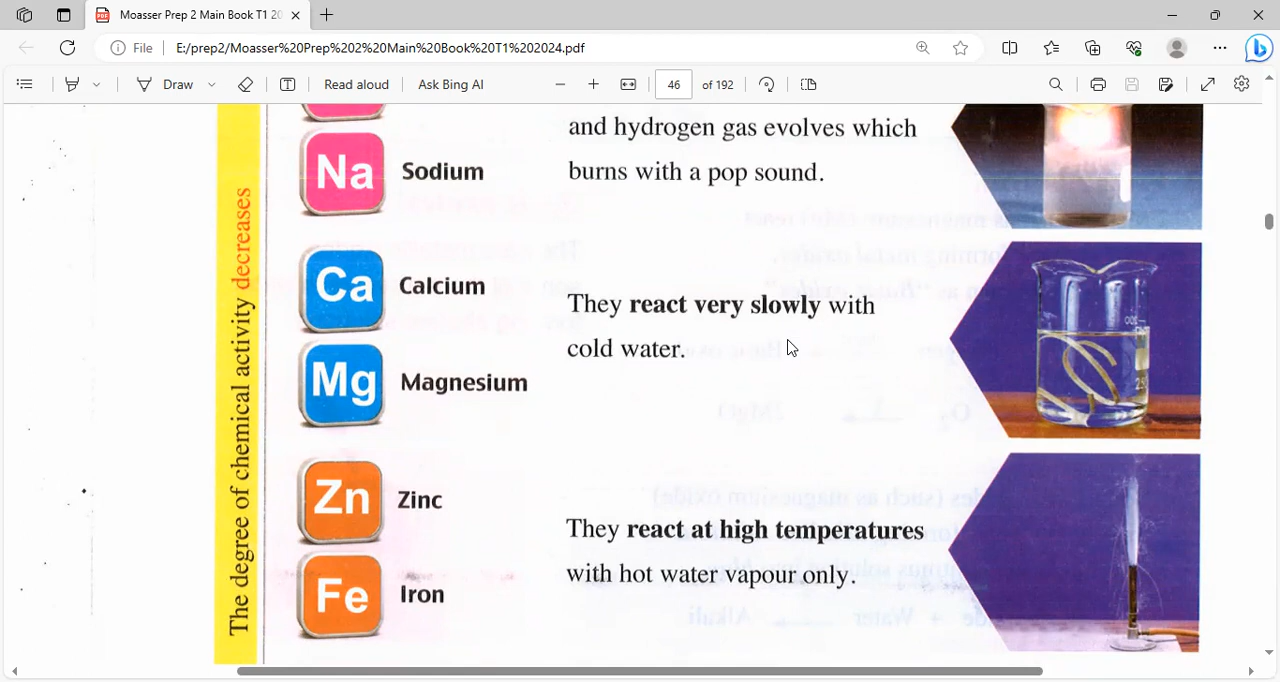 Moasser Prep 2 Main Book T1 20
File
E:/prep2/Moasser%20Prep%202%20Main%20Book%20T1%202024.pdf
Draw
Read aloud
Ask Bing AI
46
of 192
The degree of chemical activity decreases
and hydrogen gas evolves which
burns with a pop sound.
Na Sodium
Ca Calcium
They react very slowly with
cold water.
Mg Magnesium
Zn Zinc
They react at high temperatures
with hot water vapour only.
Fe Iron